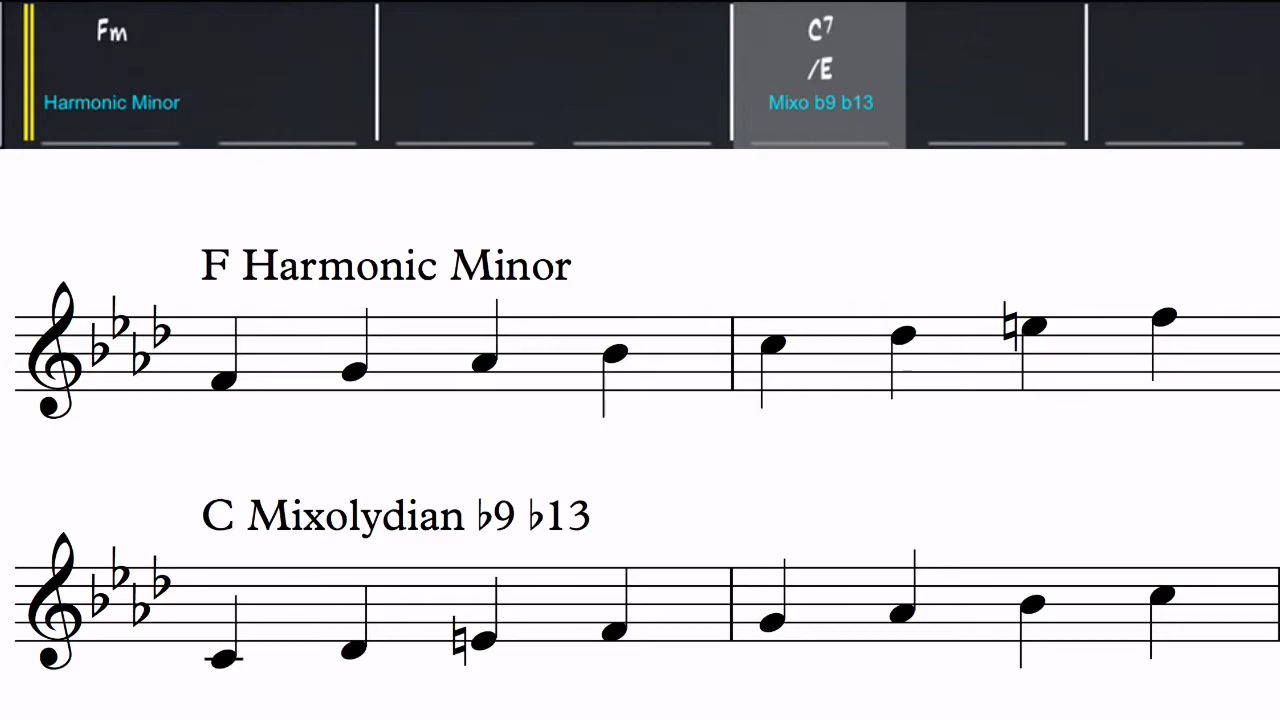 Fm
C7
/E
Harmonic Minor
Mixo b9 b13
F Harmonic Minor
C Mixolydian ♭9 ♭13